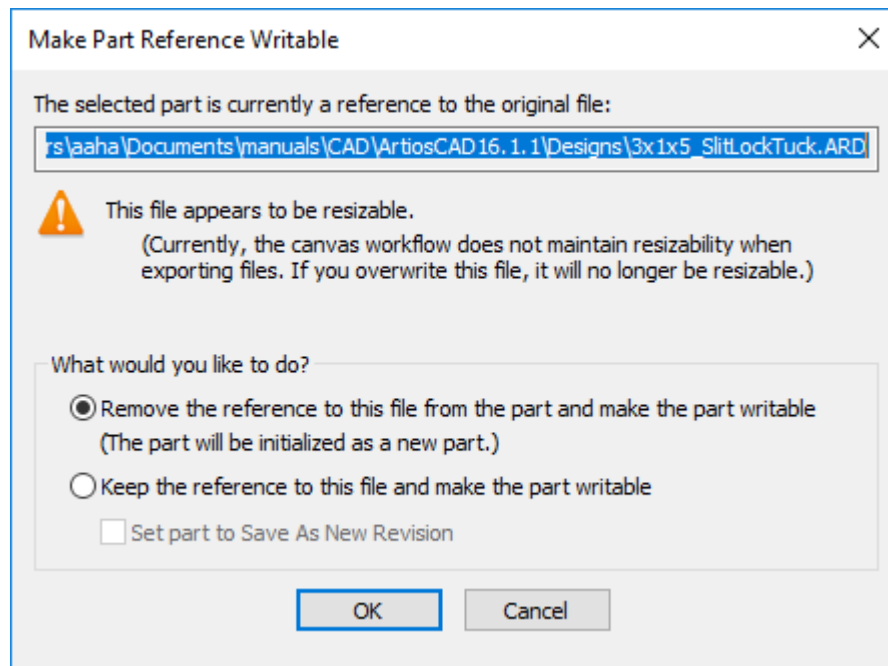 Make Part Reference Writable
The selected part is currently a reference to the original file:
rs\aaha\Documents\manuals\CAD\ArtiosCAD16.1.1\Designs\3x1x5_SlitLockTuck.ARD
This file appears to be resizable.
(Currently, the canvas workflow does not maintain resizability when
exporting files. If you overwrite this file, it will no longer be resizable.)
What would you like to do?
Remove the reference to this file from the part and make the part writable
(The part will be initialized as a new part.)
Keep the reference to this file and make the part writable
Set part to Save As New Revision
OK Cancel